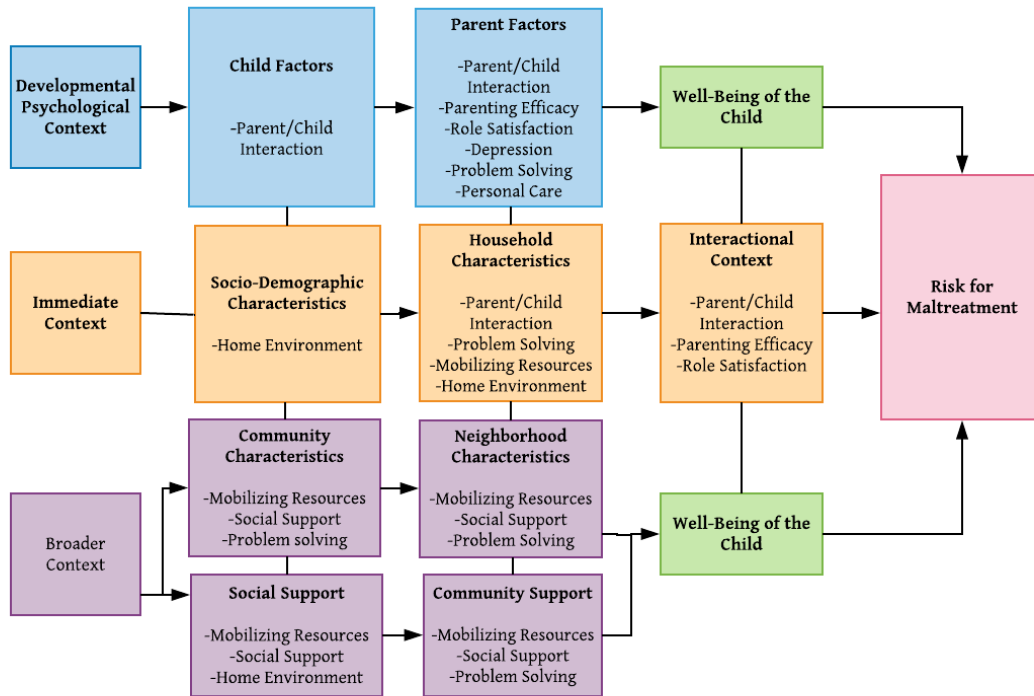 Developmental
Psychological
Context
Child Factors
-Parent/Child
Interaction
Parent Factors
-Parent/Child
Interaction
-Parenting Efficacy
-Role Satisfaction
-Depression
-Problem Solving
-Personal Care
Well-Being of the
Child
Immediate
Context
Socio-Demographic
Characteristics
-Home Environment
Household
Characteristics
-Parent/Child
Interaction
-Problem Solving
-Mobilizing Resources
-Home Environment
Interactional
Context
-Parent/Child
Interaction
-Parenting Efficacy
-Role Satisfaction
Risk for
Maltreatment
Broader
Context
Community
Characteristics
-Mobilizing Resources
-Social Support
-Problem solving
Neighborhood
Characteristics
-Mobilizing Resources
-Social Support
-Problem Solving
Well-Being of the
Child
Social Support
-Mobilizing Resources
-Social Support
-Home Environment
Community Support
-Mobilizing Resources
-Social Support
-Problem Solving